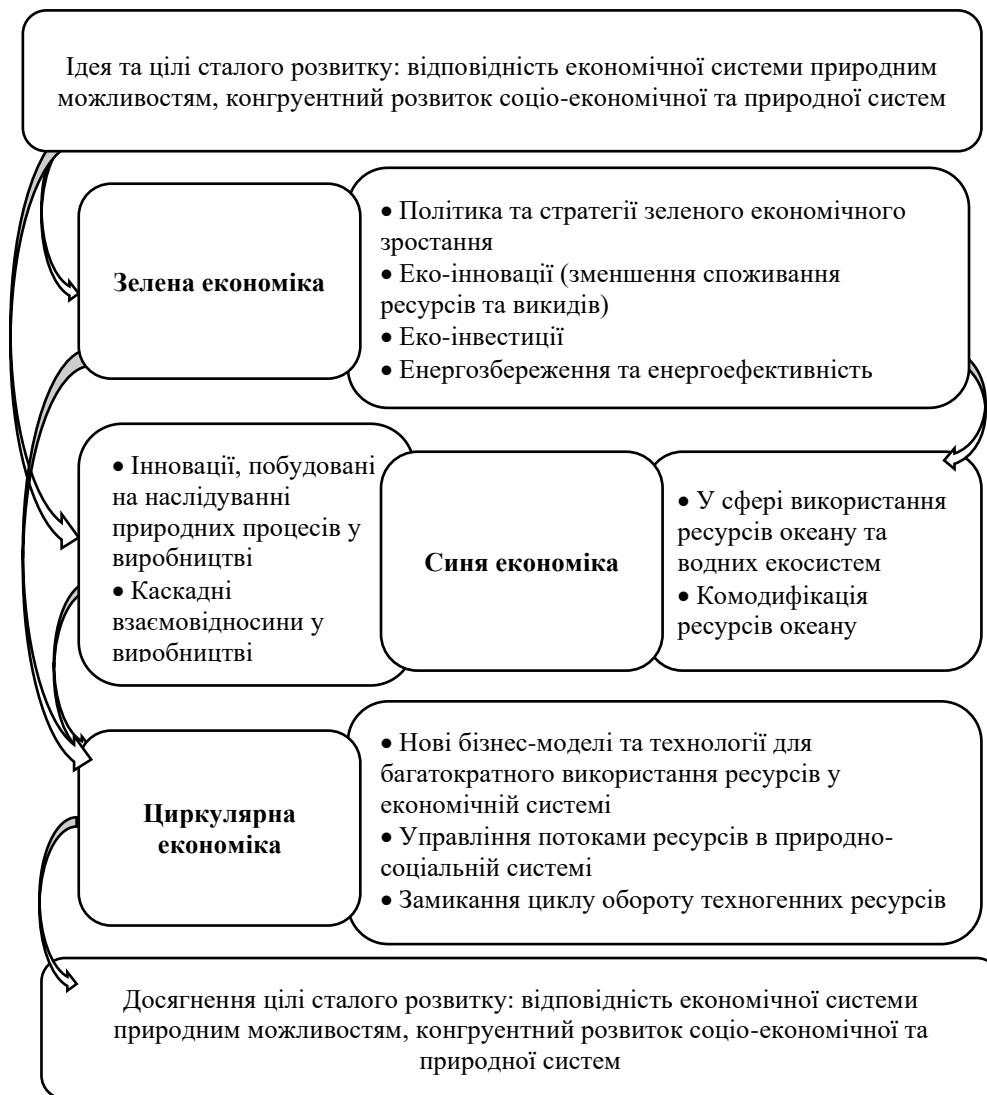 Ідея та цілі сталого розвитку: відповідність економічної системи природним
можливостям, конгруентний розвиток соціо-економічної та природної систем
Зелена економіка
• Політика та стратегії зеленого економічного
зростання
• Еко-інновації (зменшення споживання
ресурсів та викидів)
• Еко-інвестиції
• Енергозбереження та енергоефективність
• Інновації, побудовані
на наслідуванні
природних процесів у
виробництві
• Каскадні
взаємовідносини у
виробництві
Синя економіка
• У сфері використання
ресурсів океану та
водних екосистем
• Комодифікація
ресурсів океану
Циркулярна
економіка
• Нові бізнес-моделі та технології для
багатократного використання ресурсів у
економічній системі
• Управління потоками ресурсів в природно-
соціальній системі
• Замикання циклу обороту техногенних ресурсів
Досягнення цілі сталого розвитку: відповідність економічної системи
природним можливостям, конгруентний розвиток соціо-економічної та
природної систем